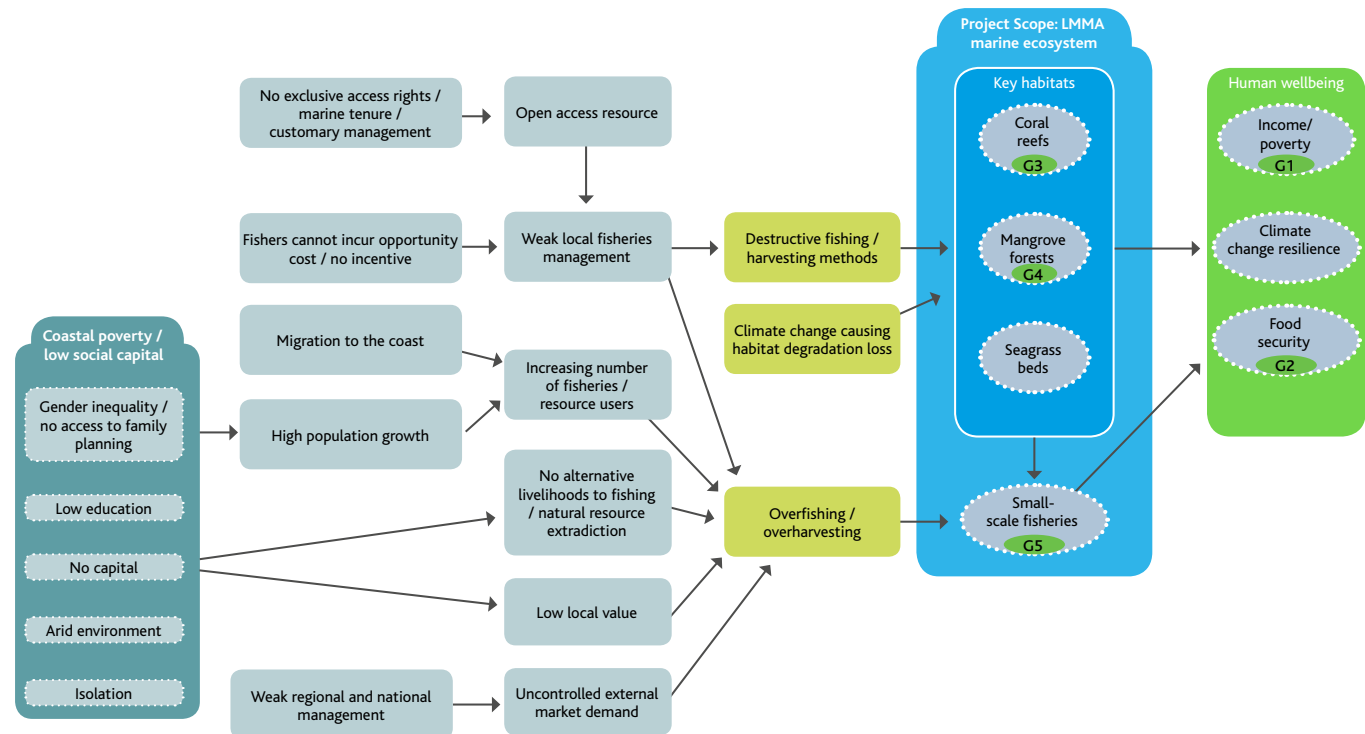 Project Scope: LMMA
marine ecosystem
Key habitats
Human wellbeing
No exclusive access rights /
marine tenure /
customary management
Open access resource
Coral
reefs
G3
Income/
poverty
G1
Fishers cannot incur opportunity
cost / no incentive
Weak local fisheries
management
Destructive fishing /
harvesting methods
Mangrove
forests
G4
Climate
change resilience
Coastal poverty /
low social capital
Migration to the coast
Climate change causing
habitat degradation loss
Seagrass
beds
Food
security
G2
Gender inequality /
no access to family
planning
High population growth
Increasing number
of fisheries /
resource users
Low education
No alternative
livelihoods to fishing
/ natural resource
extradiction
Overfishing /
overharvesting
Small-
scale fisheries
G5
No capital
Low local value
Arid environment
Isolation
Weak regional and national
management
Uncontrolled external
market demand